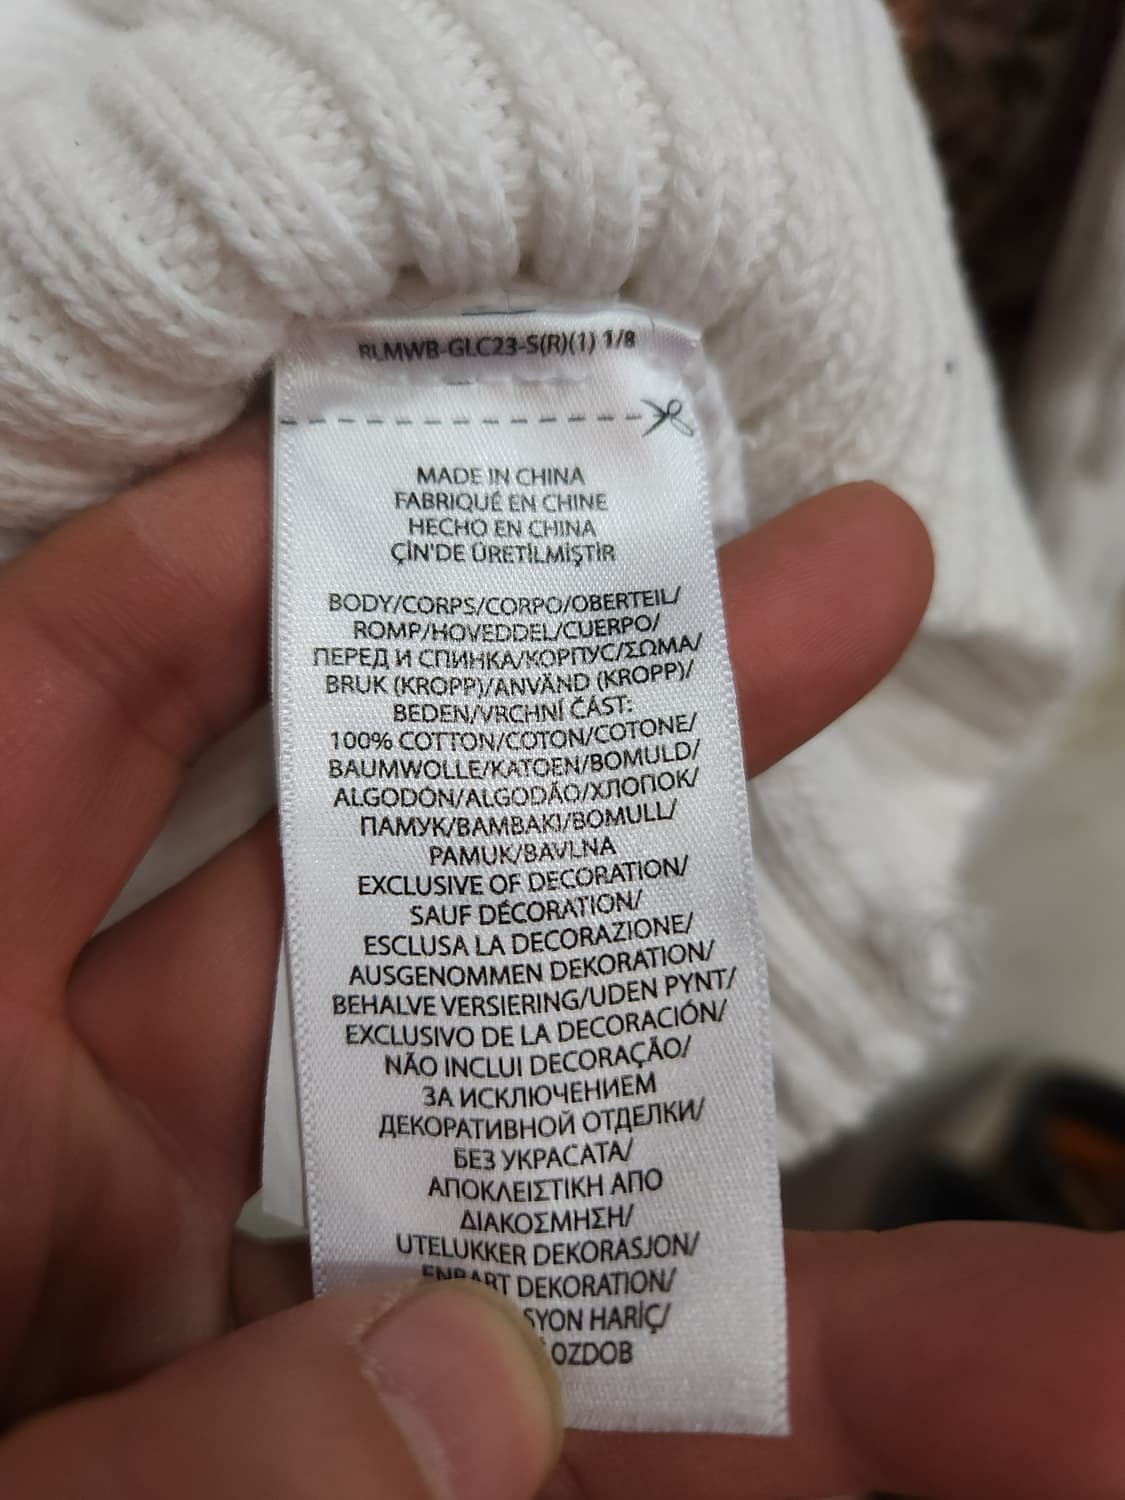 RLMWB-GLC23-S(R)(1) 1/8
MADE IN CHINA
FABRIQUÉ EN CHINE
HECHO EN CHINA
ÇİN'DE ÜRETİLMİŞTİR
BODY/CORPS/CORPO/OBERTEIL/
ROMP/HOVEDDEL/CUERPO/
ПЕРЕД И СПИНКА/КОРПУС/ΣΩΜΑ/
BRUK (KROPP)/ANVÄND (KROPP)/
BEDEN/VRCHNÍ ČÁST:
100% COTTON/COTON/COTONE/
BAUMWOLLE/KATOEN/BOMULD/
ALGODÓN/ALGODÃO/ХЛОПОК/
ПАМУК/ΒΑΜΒΑΚΙ/BOMULL/
PAMUK/BAVLNA
EXCLUSIVE OF DECORATION/
SAUF DÉCORATION/
ESCLUSA LA DECORAZIONE/
AUSGENOMMEN DEKORATION/
BEHALVE VERSIERING/UDEN PYNT/
EXCLUSIVO DE LA DECORACIÓN/
NÃO INCLUI DECORAÇÃO/
ЗА ИСКЛЮЧЕНИЕМ
ДЕКОРАТИВНОЙ ОТДЕЛКИ/
БЕЗ УКРАСАТА/
ΑΠΟΚΛΕΙΣΤΙΚΗ ΑΠΟ
ΔΙΑΚΟΣΜΗΣΗ/
UTELUKKER DEKORASJON/
DEKORATION/
SYON HARİÇ/
OZDOB